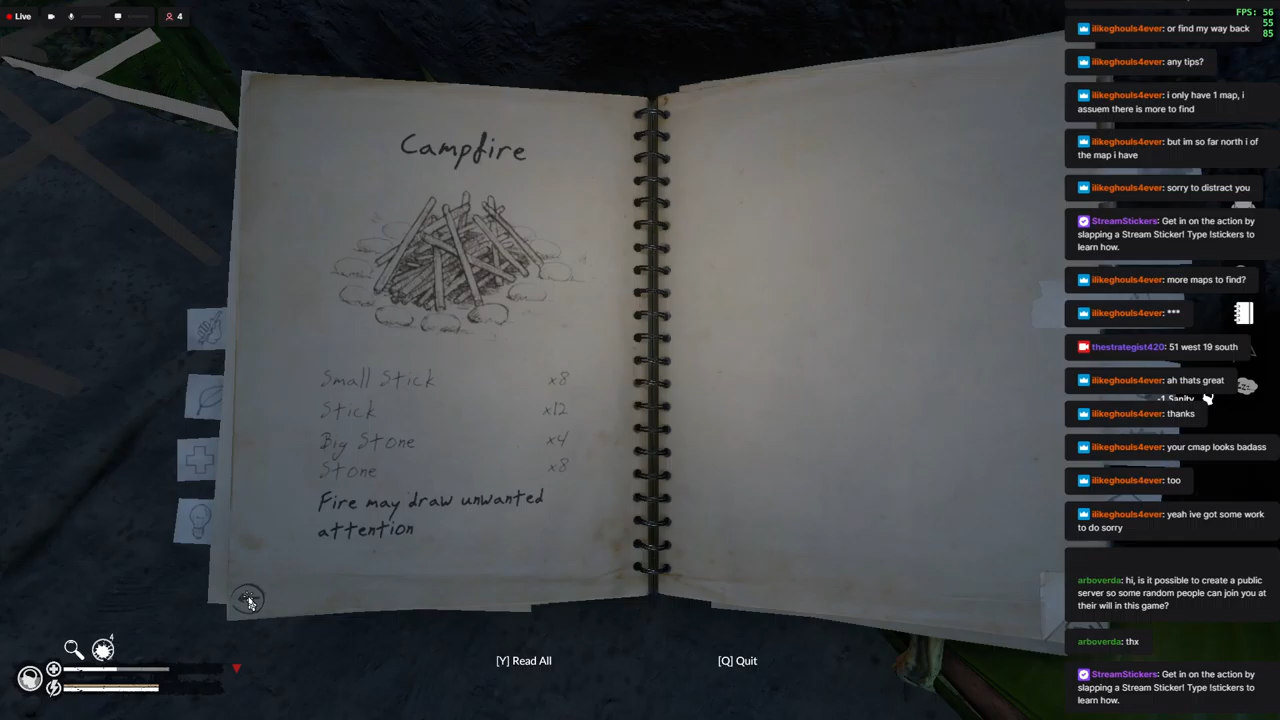 Live
4
FPS: 56
55
85
Campfire
Small Stick x8
Stick x12
Big Stone x4
Stone x8
Fire may draw unwanted
attention
[Y] Read All
[Q] Quit
4
-1 Sanity
ilikeghouls4ever: or find my way back
ilikeghouls4ever: any tips?
ilikeghouls4ever: i only have 1 map, i
assuem there is more to find
ilikeghouls4ever: but im so far north i of
the map i have
ilikeghouls4ever: sorry to distract you
StreamStickers: Get in on the action by
slapping a Stream Sticker! Type !stickers to
learn how.
ilikeghouls4ever: more maps to find?
ilikeghouls4ever: ***
thestrategist420: 51 west 19 south
ilikeghouls4ever: ah thats great
ilikeghouls4ever: thanks
ilikeghouls4ever: your cmap looks badass
ilikeghouls4ever: too
ilikeghouls4ever: yeah ive got some work
to do sorry
arboverda: hi, is it possible to create a public
server so some random people can join you at
their will in this game?
arboverda: thx
StreamStickers: Get in on the action by
slapping a Stream Sticker! Type !stickers to
learn how.